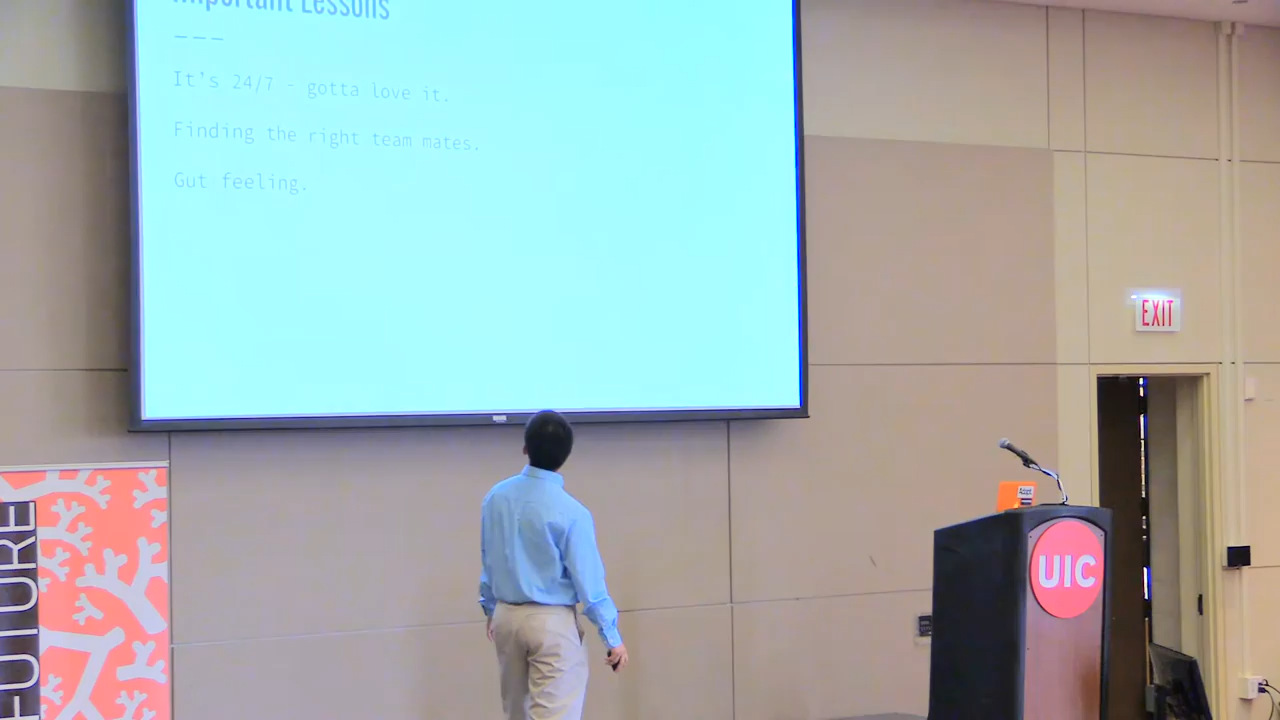 Important Lessons
---
It's 24/7 - gotta love it.
Finding the right team mates.
Gut feeling.
EXIT
UIC
FUTURE